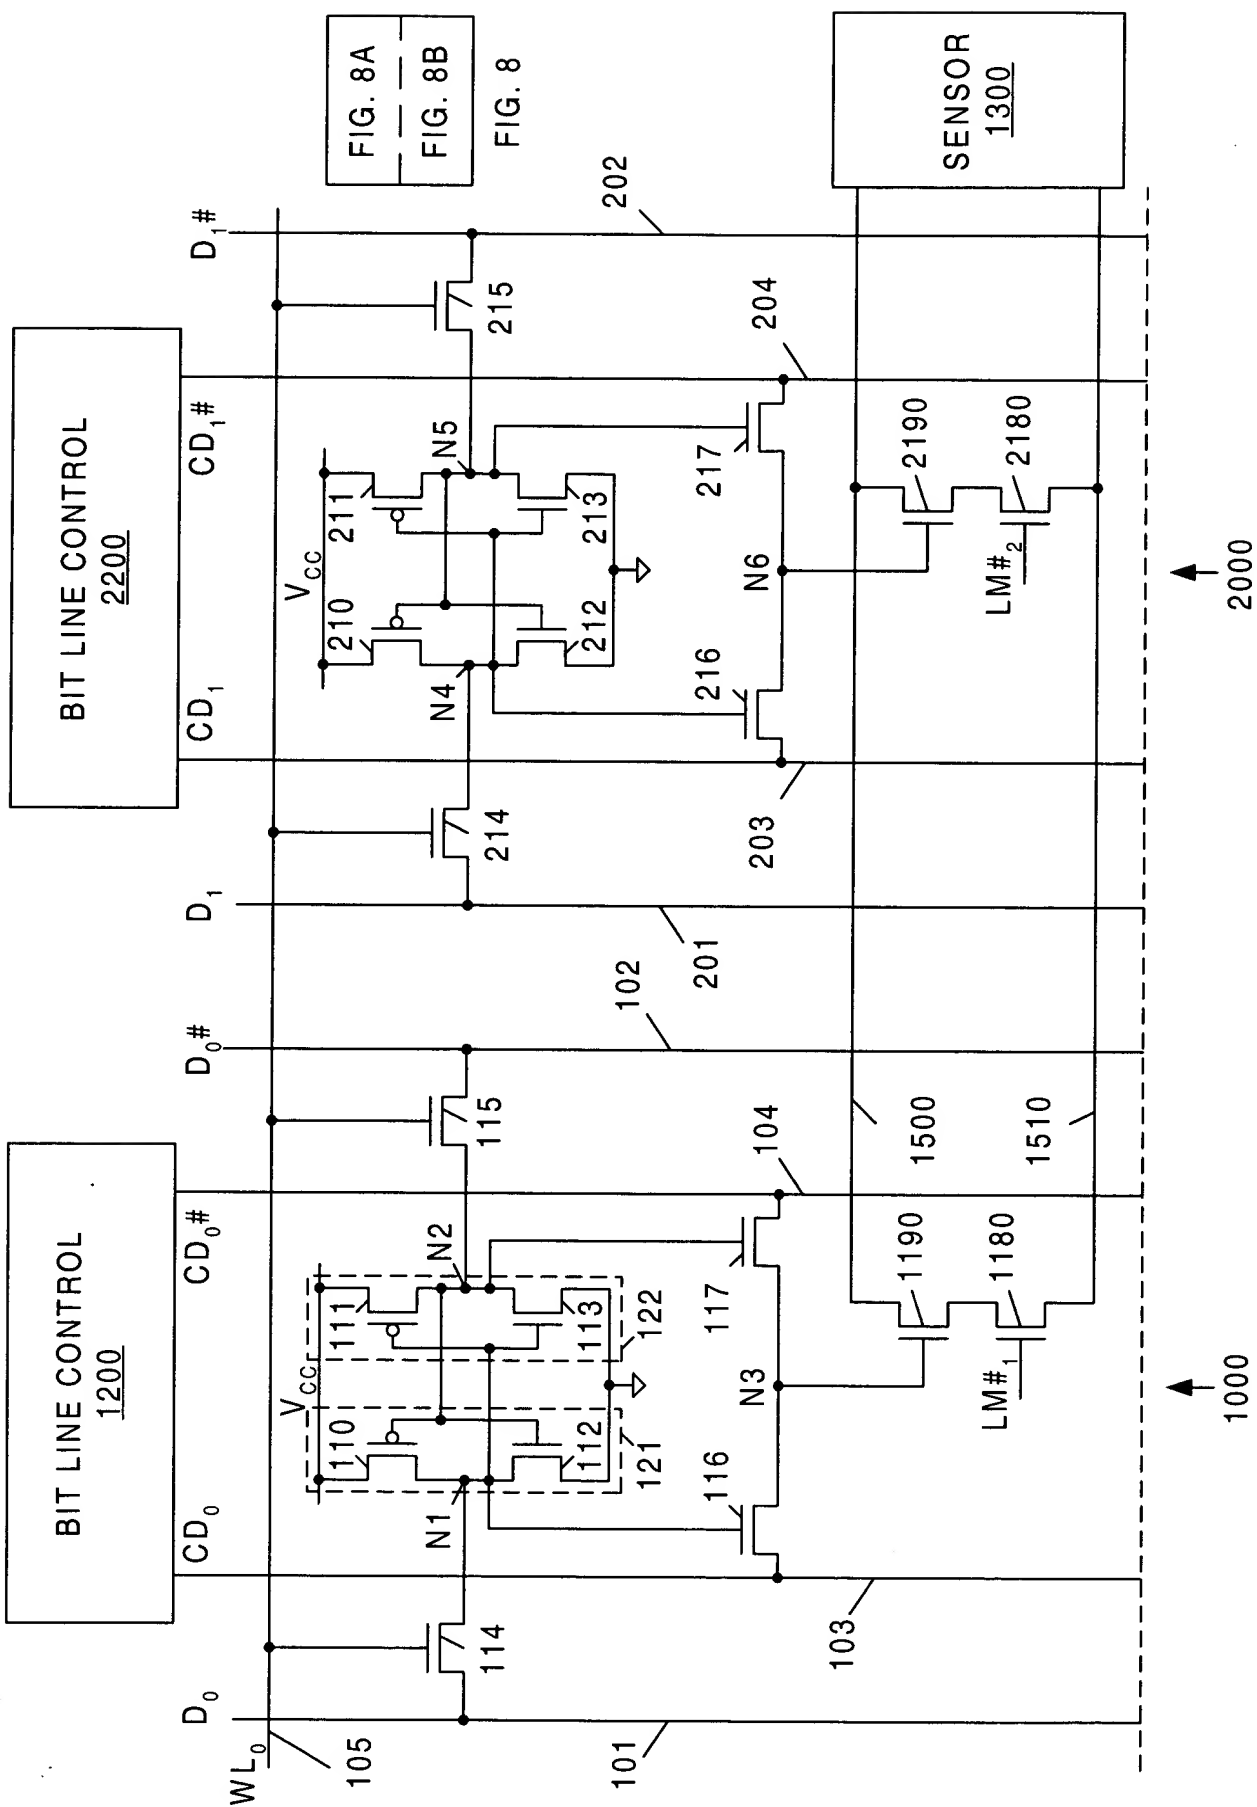 BIT LINE CONTROL
1200
BIT LINE CONTROL
2200
D₀
CD₀
CD₀#
D₀#
D₁
CD₁
CD₁#
D₁#
WL₀
105
V_CC
V_CC
110
111
N1
N2
112
113
121
122
114
115
210
211
N4
N5
212
213
214
215
FIG. 8A
FIG. 8B
FIG. 8
101
102
201
202
116
117
N3
103
104
216
217
N6
203
204
1190
1180
LM#₁
1500
1510
2190
2180
LM#₂
SENSOR
1300
1000
2000